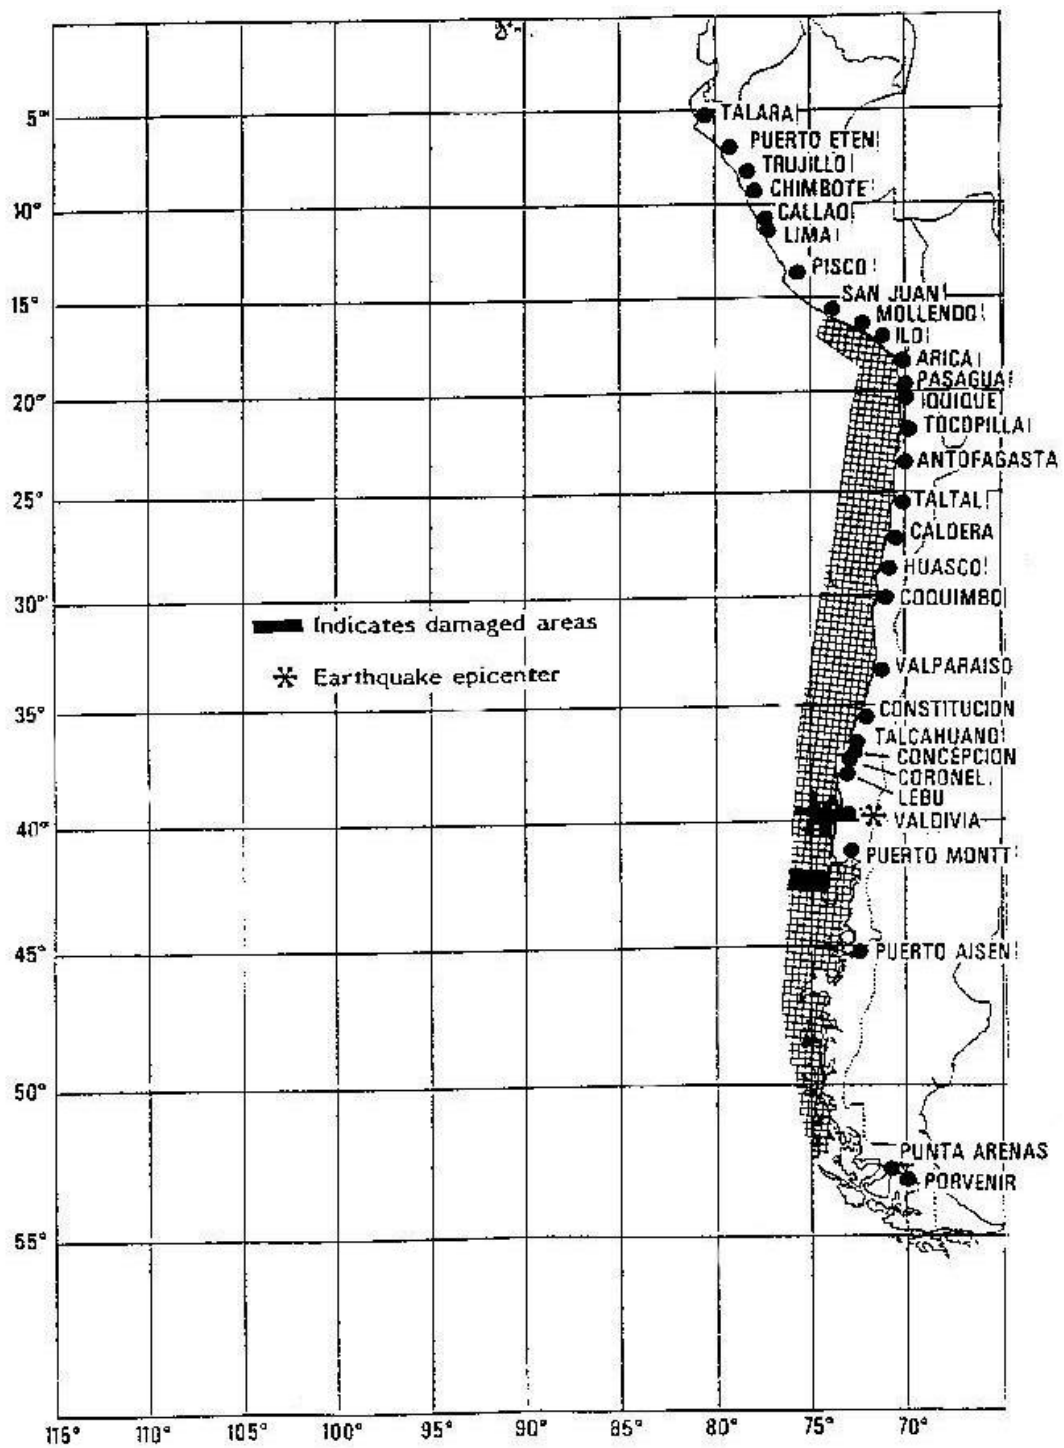 5°
TALARA
PUERTO ETEN
TRUJILLO
CHIMBOTE
10°
CALLAO
LIMA
PISCO
15°
SAN JUAN
MOLLENDO
ILO
ARICA
PASAGUA
20°
IQUIQUE
TOCOPILLA
ANTOFAGASTA
25°
TALTAL
CALDERA
HUASCO
30°
COQUIMBO
Indicates damaged areas
Earthquake epicenter
VALPARAISO
35°
CONSTITUCION
TALCAHUANO
CONCEPCION
CORONEL.
LEBU
40°
VALDIVIA
PUERTO MONTT
45°
PUERTO AISEN
50°
PUNTA ARENAS
PORVENIR
55°
115° 110° 105° 100° 95° 90° 85° 80° 75° 70°